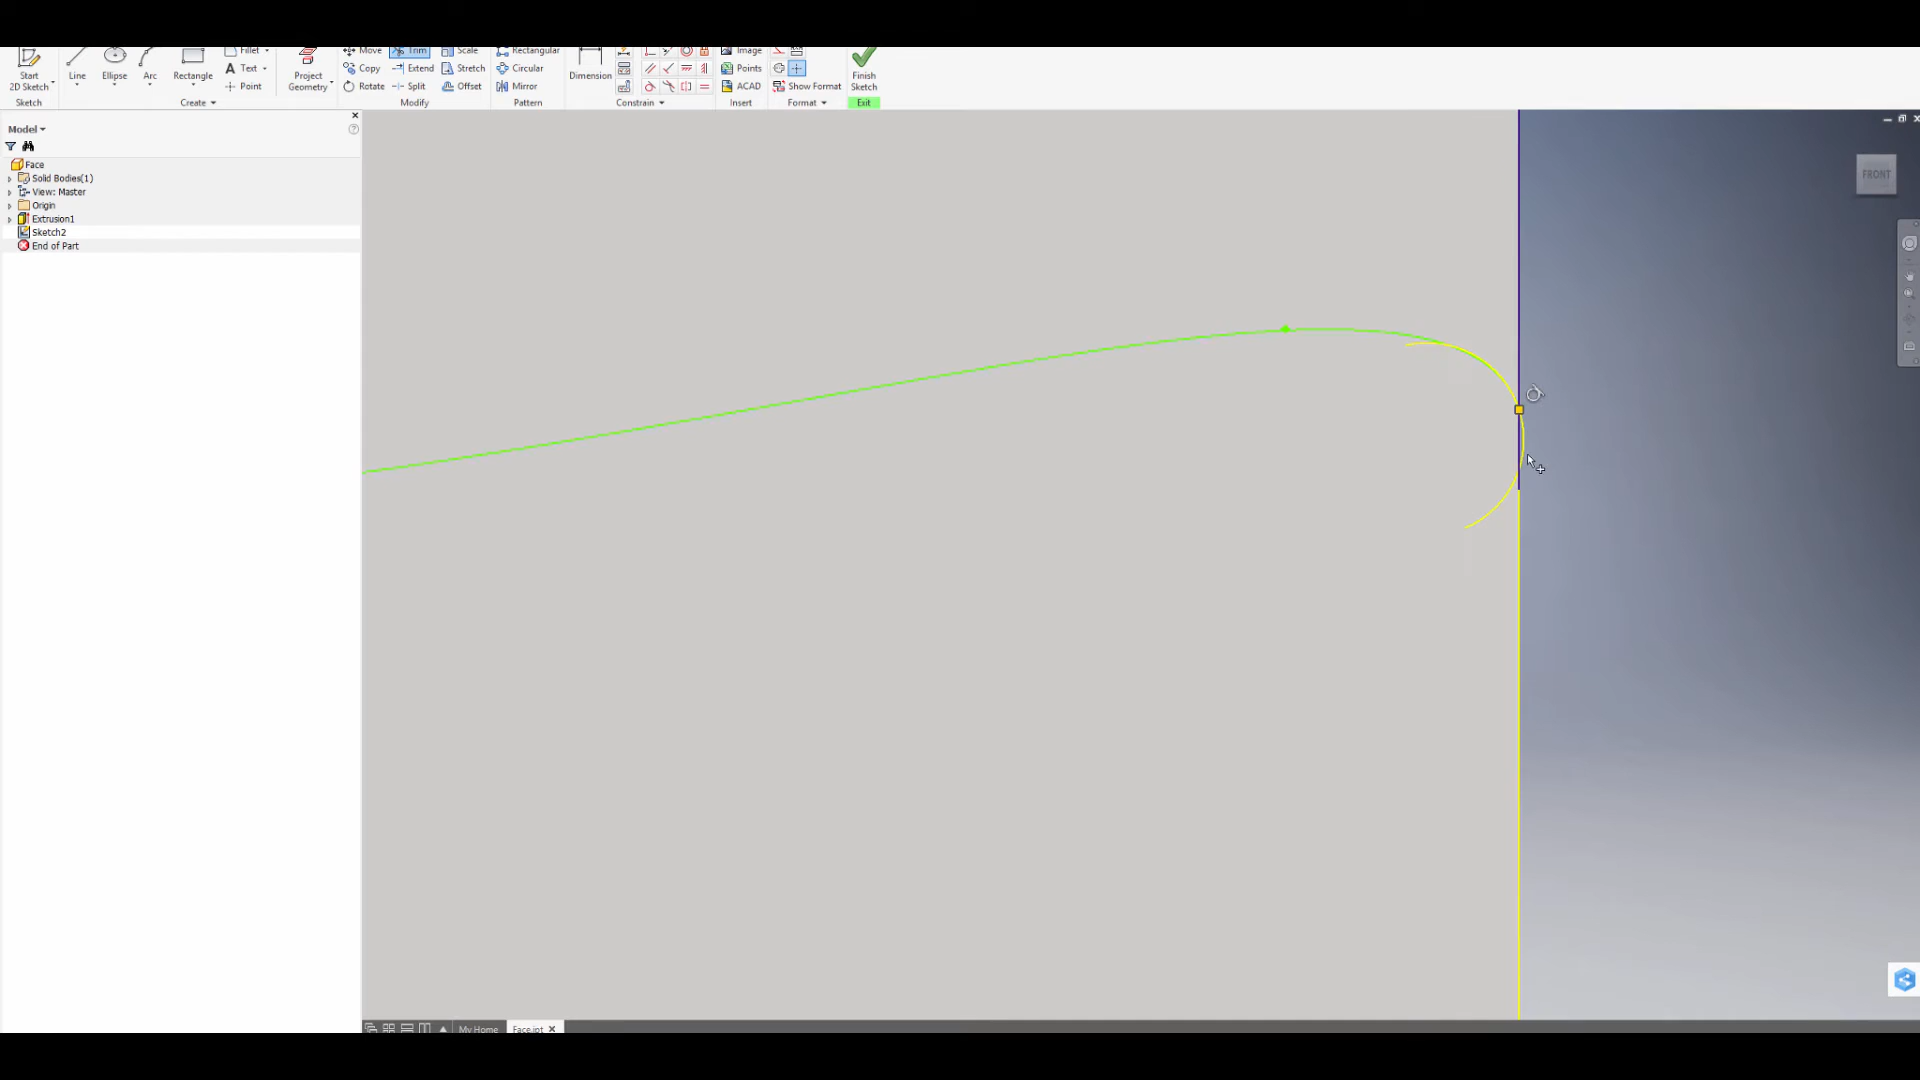 Fillet Move Trim Scale Rectangular Image
Text Copy Extend Stretch Circular Points
Point Rotate Split Offset Mirror ACAD Show Format
Start
2D Sketch
Line Ellipse Arc Rectangle
Project
Geometry
Dimension
Finish
Sketch
Sketch Create Modify Pattern Constrain Insert Format Exit
Model
Face
Solid Bodies(1)
View: Master
Origin
Extrusion1
Sketch2
End of Part
FRONT
My Home Face.ipt